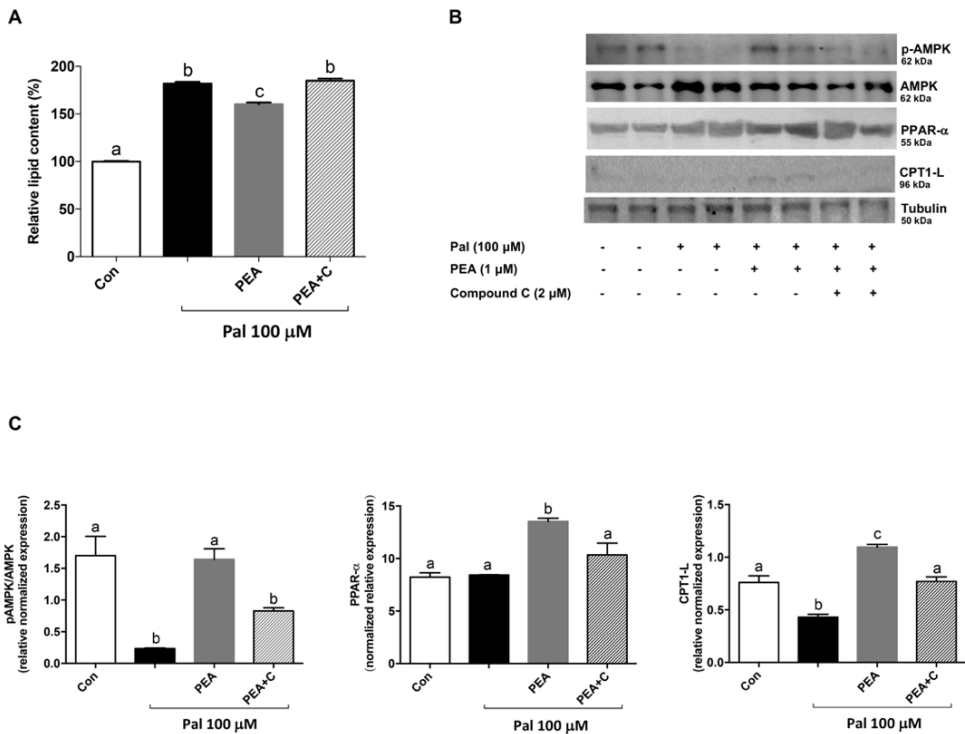 A
Relative lipid content (%)
200
150
100
50
0
a
b
c
b
Con
PEA
PEA+C
Pal 100 μM
B
p-AMPK
62 kDa
AMPK
62 kDa
PPAR-α
55 kDa
CPT1-L
96 kDa
Tubulin
50 kDa
Pal (100 μM) - - + + + + + +
PEA (1 μM) - - - - + + + +
Compound C (2 μM) - - - - - - + +
C
pAMPK/AMPK
(relative normalized expression)
2.5
2.0
1.5
1.0
0.5
0.0
a
b
a
b
Con
PEA
PEA+C
Pal 100 μM
PPAR-α
(normalized relative expression)
15
10
5
0
a
a
b
a
Con
PEA
PEA+C
Pal 100 μM
CPT1-L
(relative normalized expression)
1.5
1.0
0.5
0.0
a
b
c
a
Con
PEA
PEA+C
Pal 100 μM